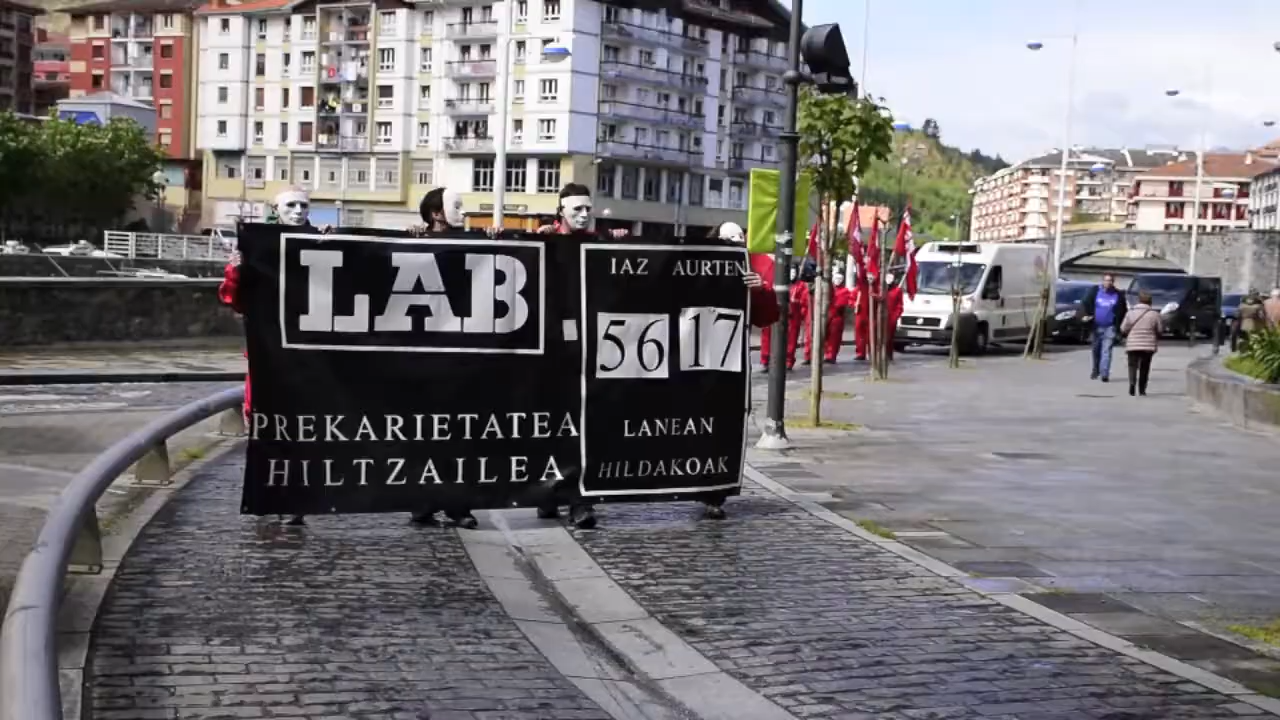 LAB
PREKARIETATEA
HILTZAILEA
IAZ AURTEN
56 17
LANEAN
HILDAKOAK